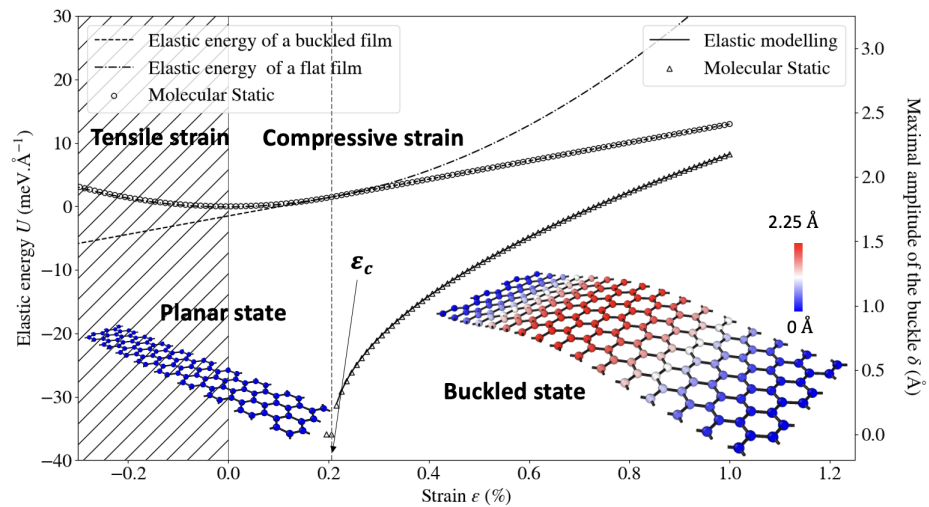 Elastic energy of a buckled film
Elastic energy of a flat film
Molecular Static
Elastic modelling
Molecular Static
Tensile strain
Compressive strain
εc
Planar state
Buckled state
2.25 Å
0 Å
30
20
10
0
−10
−20
−30
−40
Elastic energy U (meV.Å⁻¹)
3.0
2.5
2.0
1.5
1.0
0.5
0.0
Maximal amplitude of the buckle δ (Å)
−0.2
0.0
0.2
0.4
0.6
0.8
1.0
1.2
Strain ε (%)